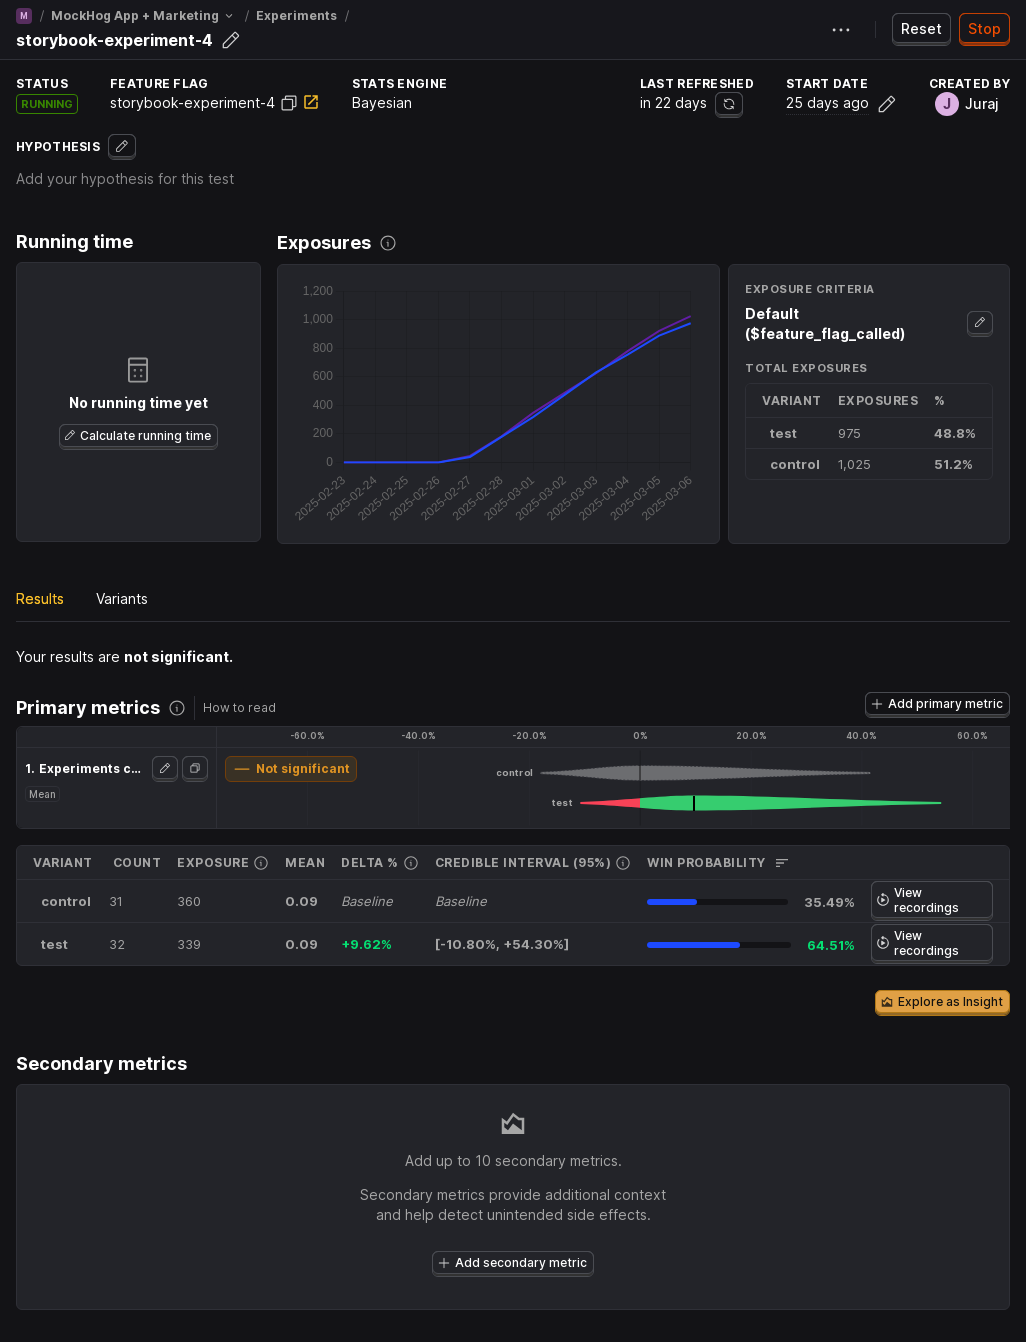 M / MockHog App + Marketing / Experiments /
storybook-experiment-4
Reset
Stop
STATUS
RUNNING
FEATURE FLAG
storybook-experiment-4
STATS ENGINE
Bayesian
LAST REFRESHED
in 22 days
START DATE
25 days ago
CREATED BY
J Juraj
HYPOTHESIS
Add your hypothesis for this test
Running time
No running time yet
Calculate running time
Exposures
1,200
1,000
800
600
400
200
0
2025-02-23
2025-02-24
2025-02-25
2025-02-26
2025-02-27
2025-02-28
2025-03-01
2025-03-02
2025-03-03
2025-03-04
2025-03-05
2025-03-06
EXPOSURE CRITERIA
Default
($feature_flag_called)
TOTAL EXPOSURES
VARIANT EXPOSURES %
test 975 48.8%
control 1,025 51.2%
Results Variants
Your results are not significant.
Primary metrics
How to read
Add primary metric
-60.0% -40.0% -20.0% 0% 20.0% 40.0% 60.0%
1. Experiments c...
Mean
Not significant
control
test
VARIANT COUNT EXPOSURE MEAN DELTA % CREDIBLE INTERVAL (95%) WIN PROBABILITY
control 31 360 0.09 Baseline Baseline 35.49%
View
recordings
test 32 339 0.09 +9.62% [-10.80%, +54.30%] 64.51%
View
recordings
Explore as Insight
Secondary metrics
Add up to 10 secondary metrics.
Secondary metrics provide additional context
and help detect unintended side effects.
Add secondary metric